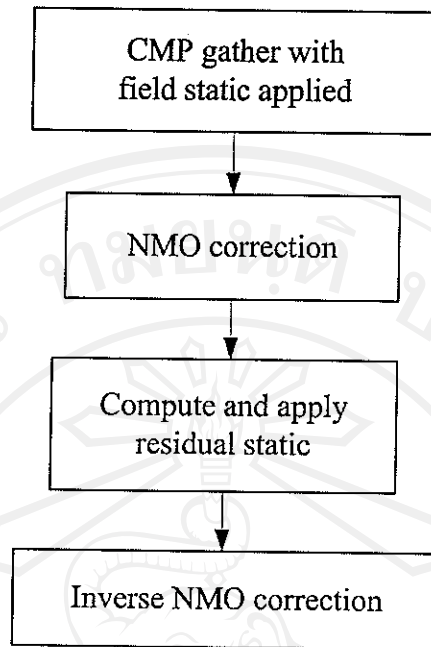 CMP gather with
field static applied
NMO correction
Compute and apply
residual static
Inverse NMO correction